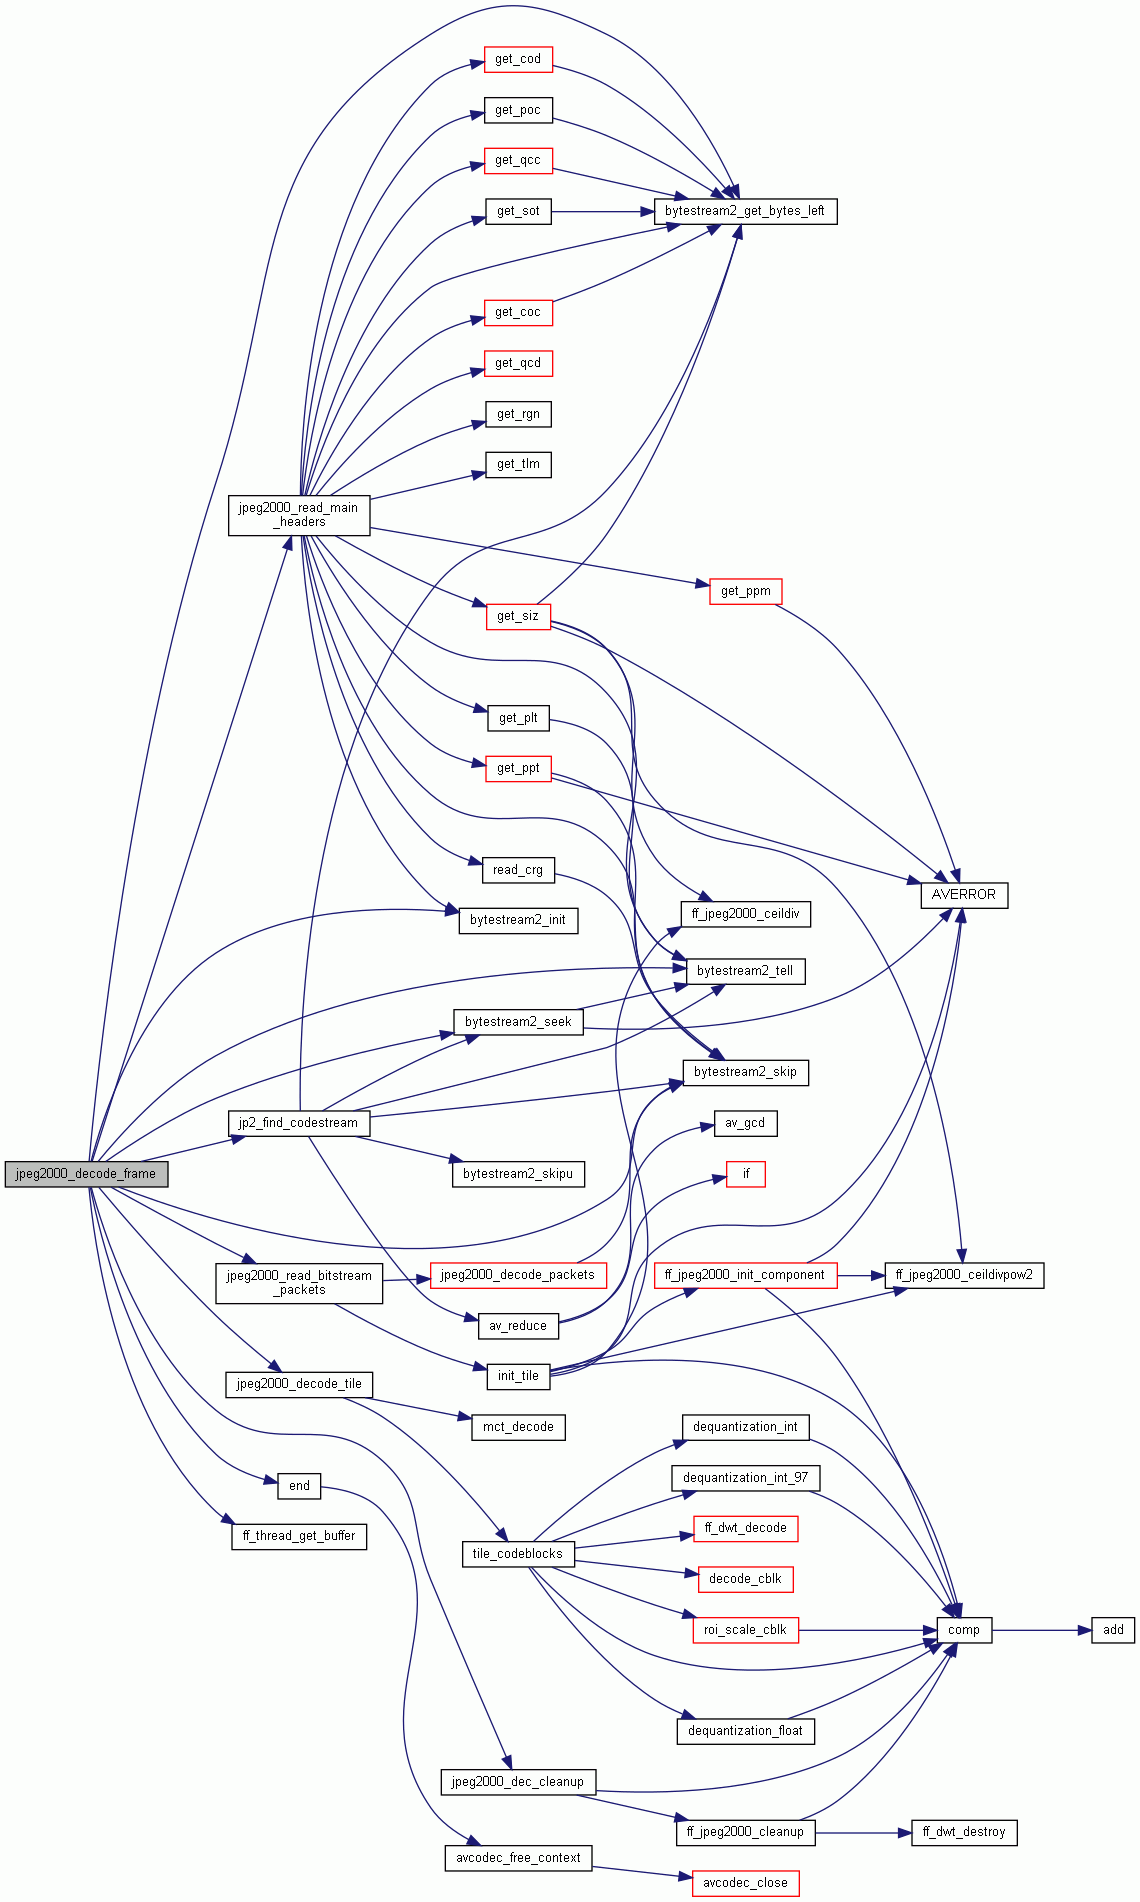 get_cod
get_poc
get_qcc
get_sot
bytestream2_get_bytes_left
get_coc
get_qcd
get_rgn
get_tlm
jpeg2000_read_main
_headers
get_ppm
get_siz
get_plt
get_ppt
read_crg
AVERROR
bytestream2_init
ff_jpeg2000_ceildiv
bytestream2_tell
bytestream2_seek
bytestream2_skip
jp2_find_codestream
av_gcd
jpeg2000_decode_frame
bytestream2_skipu
if
jpeg2000_read_bitstream
_packets
jpeg2000_decode_packets
ff_jpeg2000_init_component
ff_jpeg2000_ceildivpow2
av_reduce
init_tile
jpeg2000_decode_tile
mct_decode
dequantization_int
end
dequantization_int_97
ff_thread_get_buffer
ff_dwt_decode
tile_codeblocks
decode_cblk
roi_scale_cblk
comp
add
dequantization_float
jpeg2000_dec_cleanup
ff_jpeg2000_cleanup
ff_dwt_destroy
avcodec_free_context
avcodec_close